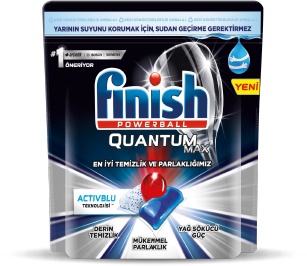 YARININ SUYUNU KORUMAK İÇİN, SUDAN GEÇİRME GEREKTİRMEZ
#1
ÖNERİYOR
YENİ
finish
POWERBALL
QUANTUM
MAX
EN İYİ TEMİZLİK VE PARLAKLIĞIMIZ
ACTIVBLU
TEKNOLOJİSİ
DERİN
TEMİZLİK
MÜKEMMEL
PARLAKLIK
YAĞ SÖKÜCÜ
GÜÇ